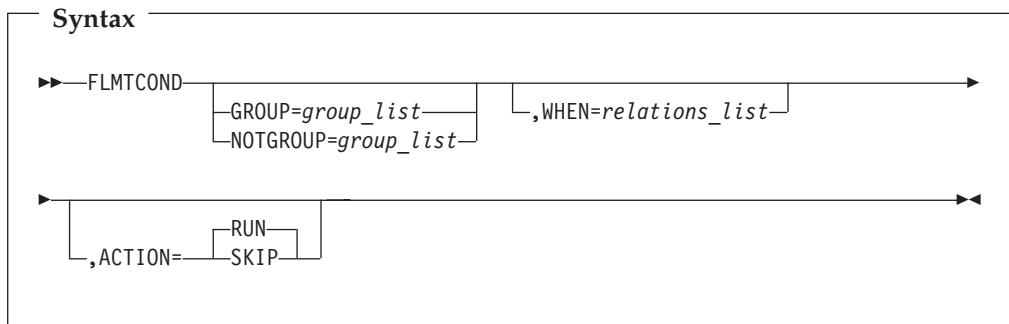 Syntax
FLMTCOND
GROUP=group_list
,WHEN=relations_list
NOTGROUP=group_list
RUN
,ACTION= SKIP